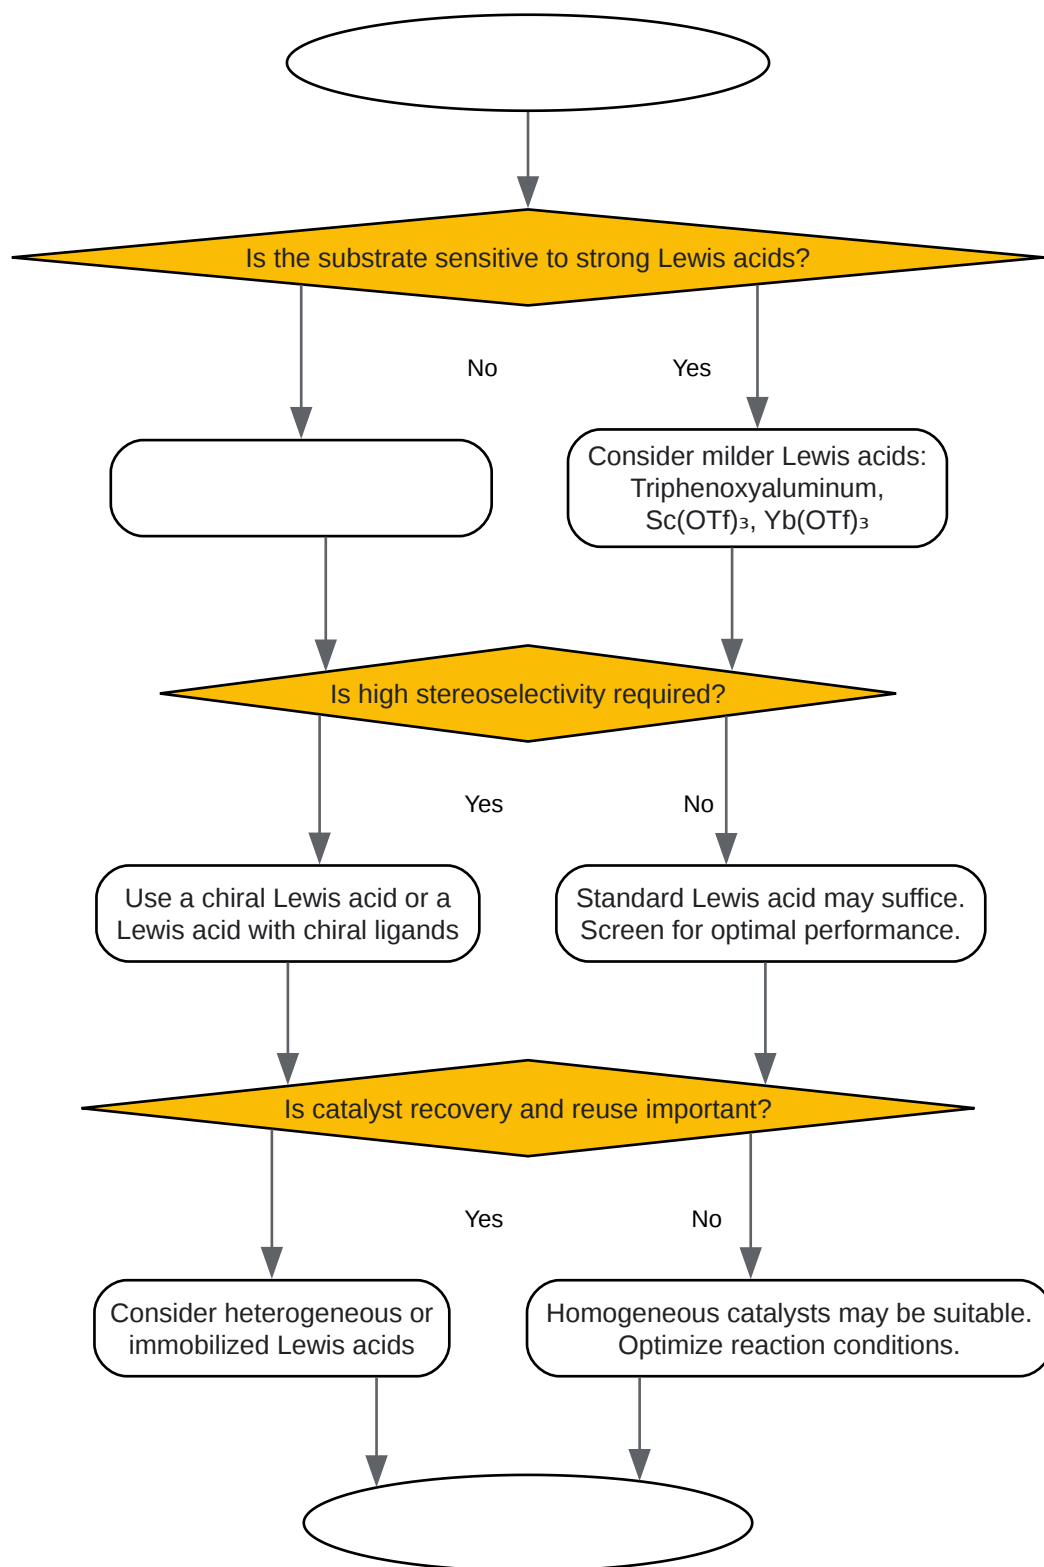 Is the substrate sensitive to strong Lewis acids?
No
Yes
Consider milder Lewis acids:
Triphenoxyaluminum,
Sc(OTf)₃, Yb(OTf)₃
Is high stereoselectivity required?
Yes
No
Use a chiral Lewis acid or a
Lewis acid with chiral ligands
Standard Lewis acid may suffice.
Screen for optimal performance.
Is catalyst recovery and reuse important?
Yes
No
Consider heterogeneous or
immobilized Lewis acids
Homogeneous catalysts may be suitable.
Optimize reaction conditions.